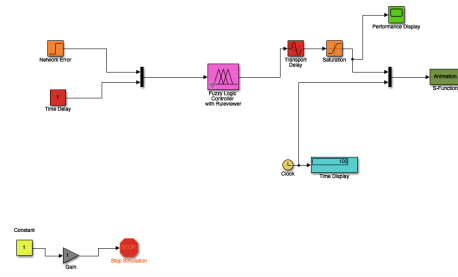 Performance Display
Network Error
Transport
Delay
Saturation
Animation
S-Function
1
Time Delay
Fuzzy Logic
Controller
with Ruleviewer
100
Clock
Time Display
Constant
1
1
STOP
Gain
Stop Simulation